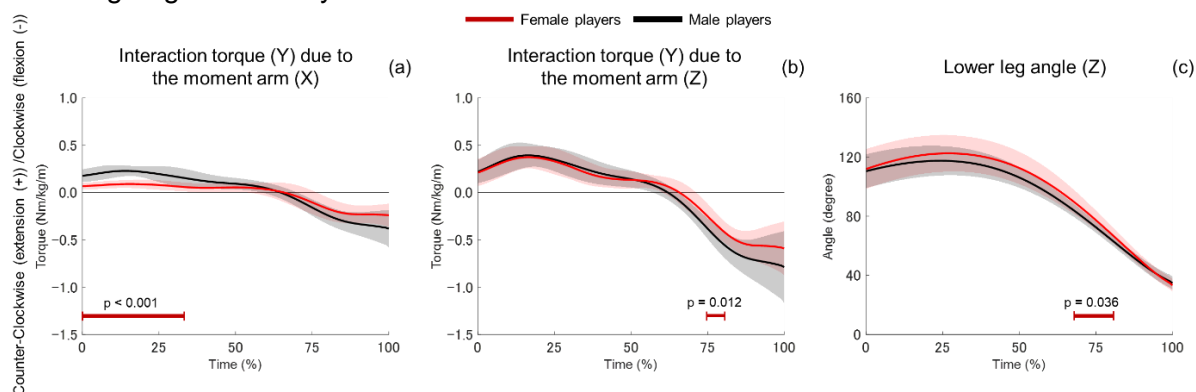 Female players Male players
Counter-Clockwise (extension (+)) /Clockwise (flexion (-))
Interaction torque (Y) due to
the moment arm (X)
(a)
1.0
0.5
0.0
−0.5
−1.0
−1.5
Torque (Nm/kg/m)
p < 0.001
0 25 50 75 100
Time (%)
Interaction torque (Y) due to
the moment arm (Z)
(b)
1.0
0.5
0.0
−0.5
−1.0
−1.5
Torque (Nm/kg/m)
p = 0.012
0 25 50 75 100
Time (%)
Lower leg angle (Z)
(c)
160
120
80
40
0
Angle (degree)
p = 0.036
0 25 50 75 100
Time (%)